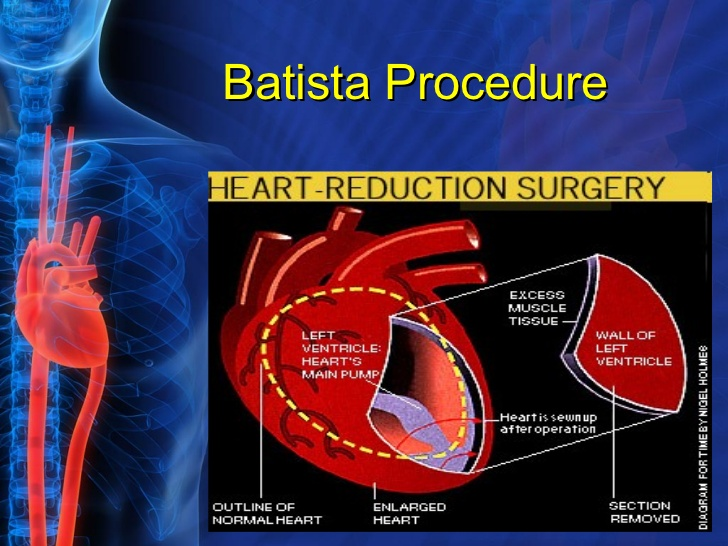 Batista Procedure
HEART-REDUCTION SURGERY
EXCESS
MUSCLE
TISSUE
LEFT
VENTRICLE:
HEART'S
MAIN PUMP
WALL OF
LEFT
VENTRICLE
Heart is sewn up
after operation
OUTLINE OF
NORMAL HEART
ENLARGED
HEART
SECTION
REMOVED
DIAGRAM FOR TIME BY NIGEL HOLMES